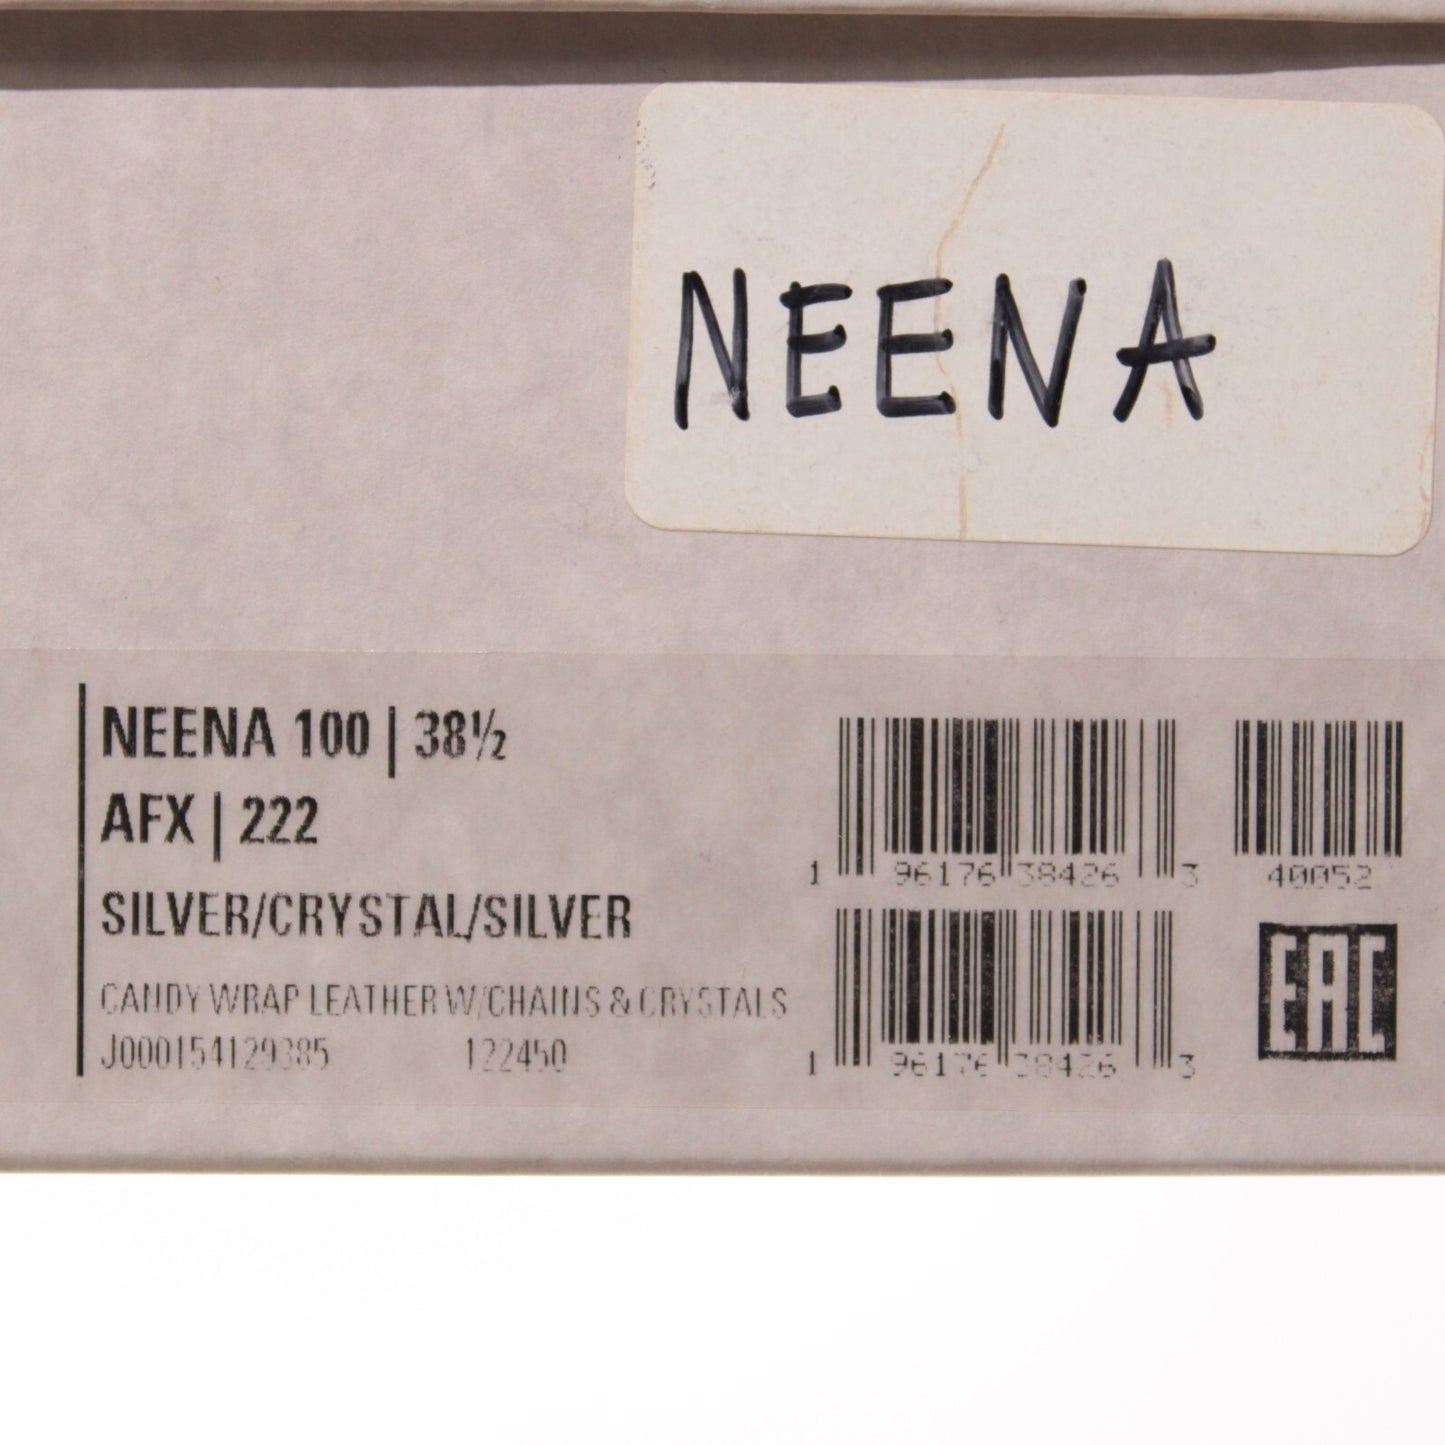 NEENA
NEENA 100 | 38½
AFX | 222
SILVER/CRYSTAL/SILVER
CANDY WRAP LEATHER W/CHAINS & CRYSTALS
J000154129385 122450
1 96176 38426 3
40052
1 96176 38426 3
EAC